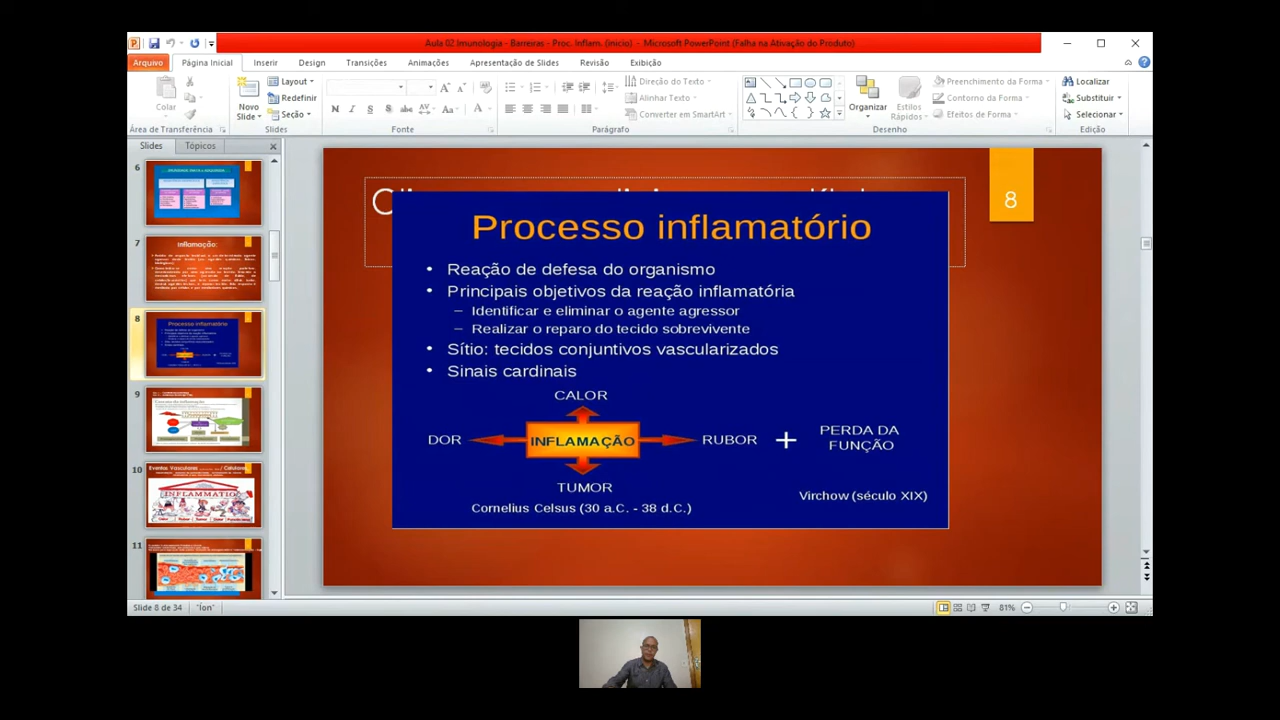 Aula 02 Imunologia - Barreiras - Proc. Inflam. (inicio) - Microsoft PowerPoint (Falha na Ativação do Produto)
Arquivo
Página Inicial
Inserir
Design
Transições
Animações
Apresentação de Slides
Revisão
Exibição
Colar
Área de Transferência
Novo
Slide
Layout
Redefinir
Seção
Slides
N I S abc AV Aa A
Fonte
Direção do Texto
Alinhar Texto
Converter em SmartArt
Parágrafo
Organizar
Estilos
Rápidos
Preenchimento da Forma
Contorno da Forma
Efeitos de Forma
Desenho
Localizar
Substituir
Selecionar
Edição
Slides
Tópicos
6
7
Inflamação:
8
Processo inflamatório
9
10
Eventos Vasculares
INFLAMMATIO
11
8
Processo inflamatório
• Reação de defesa do organismo
• Principais objetivos da reação inflamatória
– Identificar e eliminar o agente agressor
– Realizar o reparo do tecido sobrevivente
• Sítio: tecidos conjuntivos vascularizados
• Sinais cardinais
CALOR
DOR
INFLAMAÇÃO
RUBOR
+
PERDA DA
FUNÇÃO
TUMOR
Virchow (século XIX)
Cornelius Celsus (30 a.C. - 38 d.C.)
Slide 8 de 34
"Íon"
81%